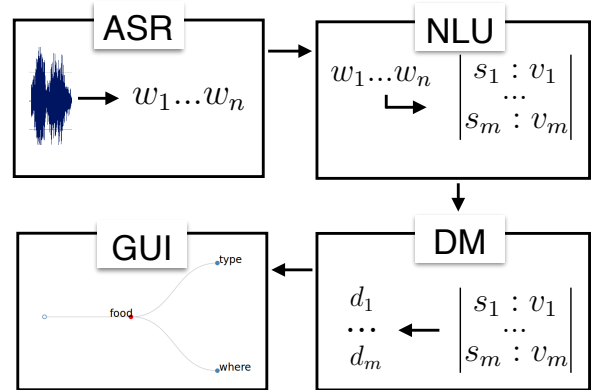 ASR
w₁...wₙ
NLU
w₁...wₙ
s₁ : v₁
...
sₘ : vₘ
GUI
type
food
where
DM
d₁
...
dₘ
s₁ : v₁
...
sₘ : vₘ